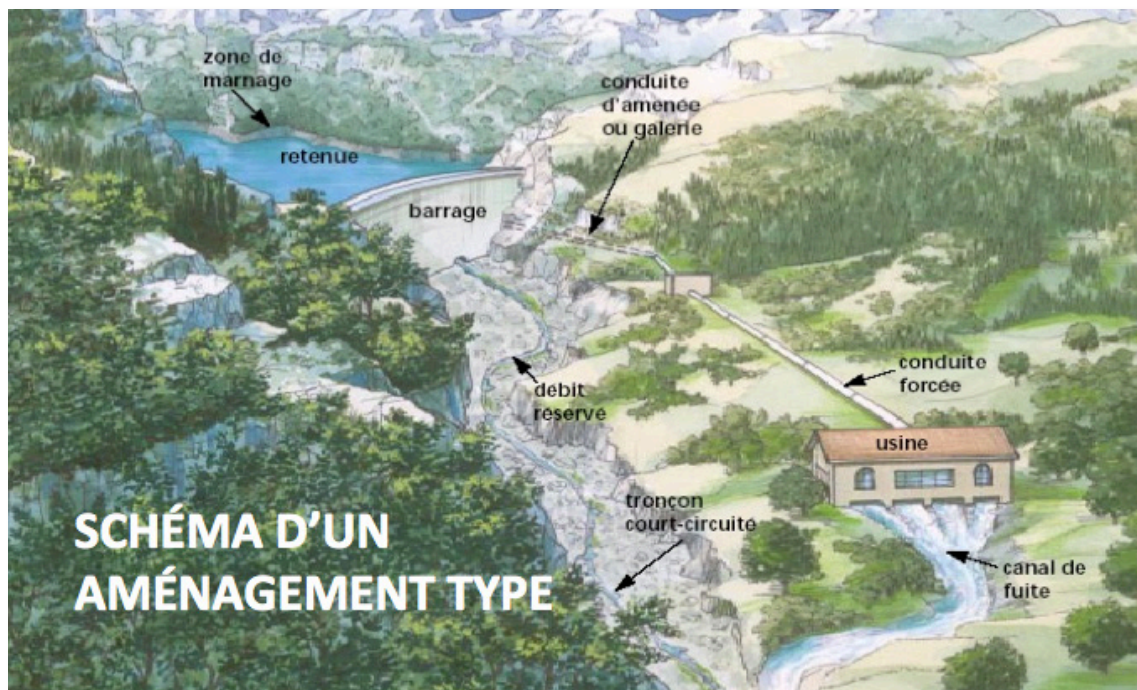 zone de
marnage
retenue
barrage
conduite
d'amenée
ou galerie
débit
réservé
conduite
forcée
usine
tronçon
court-circuité
canal de
fuite
SCHÉMA D'UN
AMÉNAGEMENT TYPE